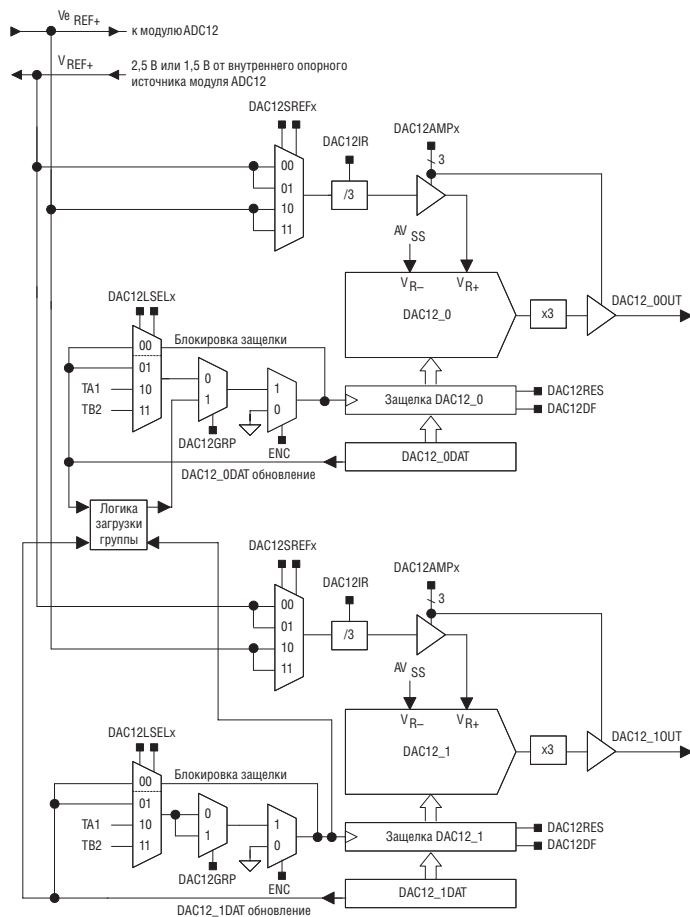 Ve REF+
к модулю ADC12
V REF+
2,5 В или 1,5 В от внутреннего опорного
источника модуля ADC12
DAC12SREFx
DAC12IR
DAC12AMPx
3
00
01
10
11
/3
AV SS
VR–
VR+
DAC12_0
x3
DAC12_0OUT
DAC12LSELx
Блокировка защелки
00
01
TA1
10
TB2
11
0
1
1
0
DAC12GRP
ENC
Защелка DAC12_0
DAC12RES
DAC12DF
DAC12_0DAT
DAC12_0DAT обновление
Логика
загрузки
группы
DAC12SREFx
DAC12IR
DAC12AMPx
3
00
01
10
11
/3
AV SS
VR–
VR+
DAC12_1
x3
DAC12_1OUT
DAC12LSELx
Блокировка защелки
00
01
TA1
10
TB2
11
0
1
1
0
DAC12GRP
ENC
Защелка DAC12_1
DAC12RES
DAC12DF
DAC12_1DAT
DAC12_1DAT обновление